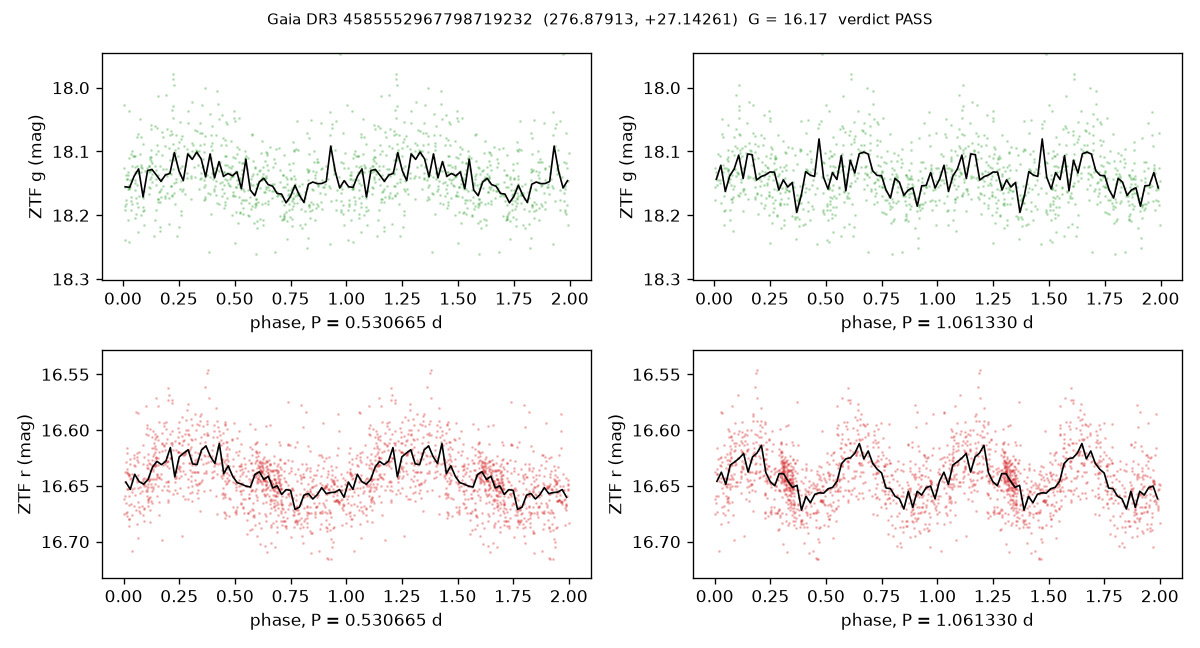 Gaia DR3 4585552967798719232 (276.87913, +27.14261) G = 16.17 verdict PASS
ZTF g (mag)
18.0
18.1
18.2
18.3
0.00 0.25 0.50 0.75 1.00 1.25 1.50 1.75 2.00
phase, P = 0.530665 d
ZTF g (mag)
18.0
18.1
18.2
18.3
0.00 0.25 0.50 0.75 1.00 1.25 1.50 1.75 2.00
phase, P = 1.061330 d
ZTF r (mag)
16.55
16.60
16.65
16.70
0.00 0.25 0.50 0.75 1.00 1.25 1.50 1.75 2.00
phase, P = 0.530665 d
ZTF r (mag)
16.55
16.60
16.65
16.70
0.00 0.25 0.50 0.75 1.00 1.25 1.50 1.75 2.00
phase, P = 1.061330 d